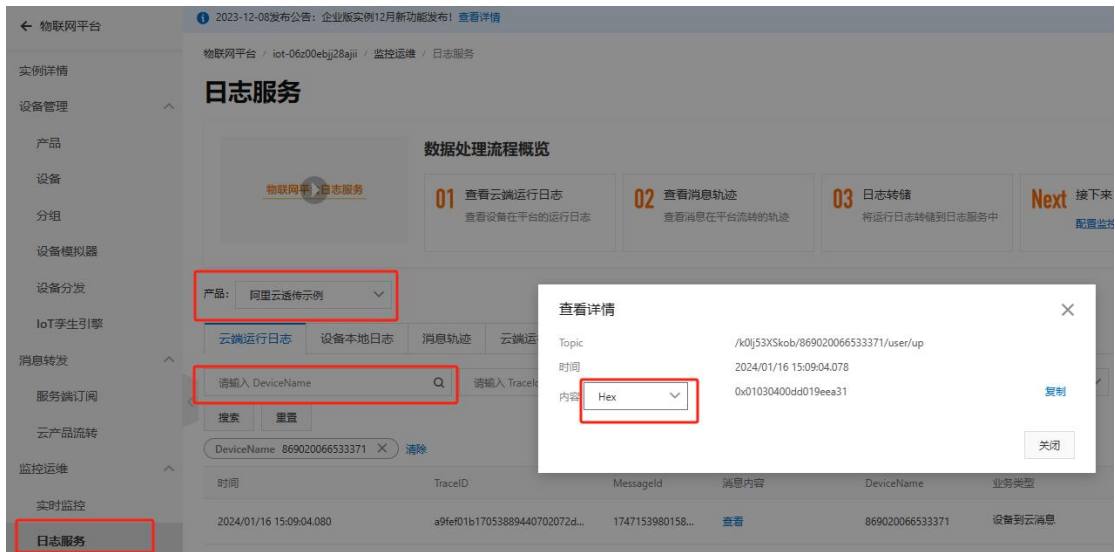 ← 物联网平台
2023-12-08发布公告：企业版实例12月新功能发布！查看详情
物联网平台 / iot-06z00ebjj28ajii / 监控运维 / 日志服务
日志服务
实例详情
设备管理
产品
设备
分组
设备模拟器
设备分发
IoT孪生引擎
消息转发
服务端订阅
云产品流转
监控运维
实时监控
日志服务
物联网平台日志服务
数据处理流程概览
01 查看云端运行日志
查看设备在平台的运行日志
02 查看消息轨迹
查看消息在平台流转的轨迹
03 日志转储
将运行日志转储到日志服务中
Next 接下来
配置监控
产品： 阿里云透传示例
云端运行日志 设备本地日志 消息轨迹 云端运
请输入 DeviceName
请输入 TraceId
搜索 重置
DeviceName 869020066533371 × 清除
查看详情 ×
Topic /k0lj53XSkob/869020066533371/user/up
时间 2024/01/16 15:09:04.078
内容 Hex 0x01030400dd019eea31 复制
关闭
时间 TraceID MessageId 消息内容 DeviceName 业务类型
2024/01/16 15:09:04.080 a9fef01b17053889440702072d... 1747153980158... 查看 869020066533371 设备到云消息